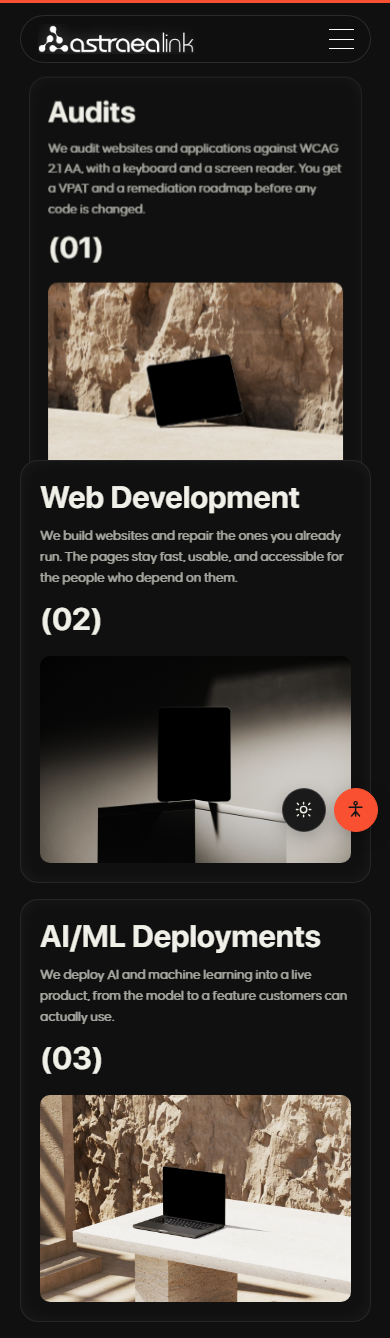 astraealink
Audits
We audit websites and applications against WCAG
2.1 AA, with a keyboard and a screen reader. You get
a VPAT and a remediation roadmap before any
code is changed.
(01)
Web Development
We build websites and repair the ones you already
run. The pages stay fast, usable, and accessible for
the people who depend on them.
(02)
AI/ML Deployments
We deploy AI and machine learning into a live
product, from the model to a feature customers can
actually use.
(03)